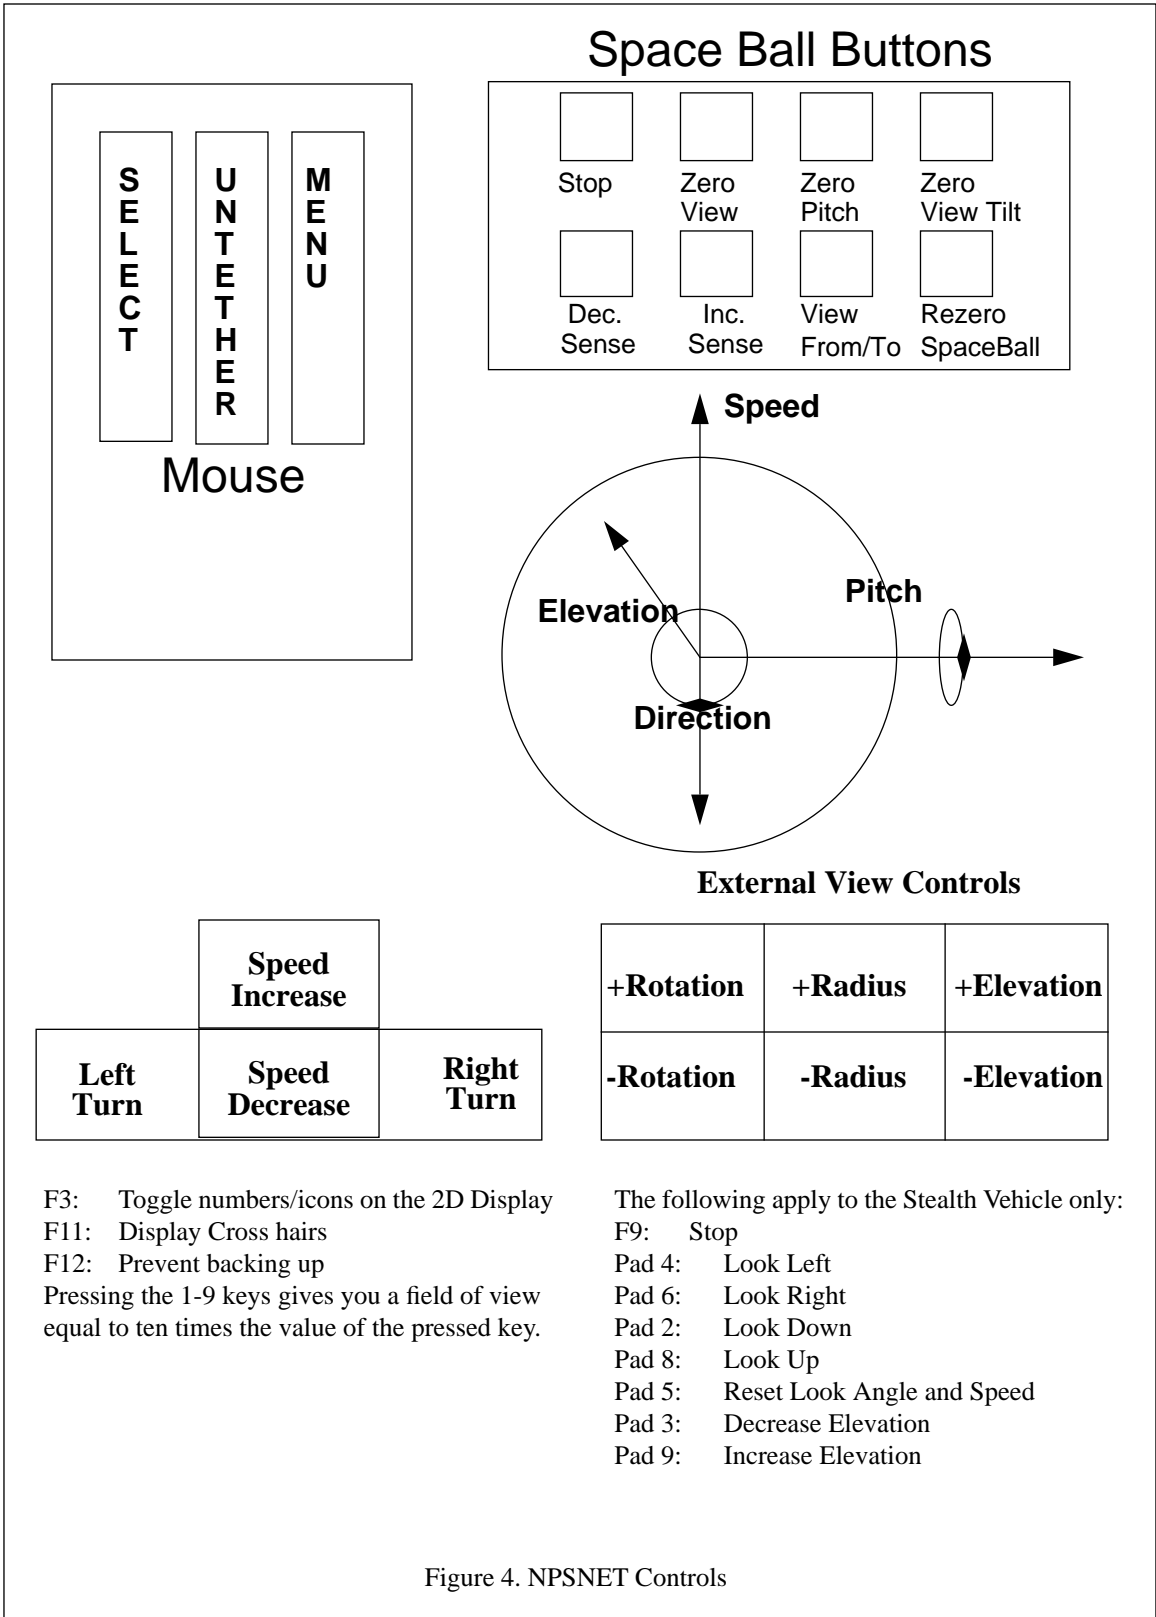 Space Ball Buttons
SELECT
UNTETHER
MENU
Mouse
Stop
Zero
View
Zero
Pitch
Zero
View Tilt
Dec.
Sense
Inc.
Sense
View
From/To
Rezero
SpaceBall
Speed
Elevation
Pitch
Direction
External View Controls
Speed
Increase
Left
Turn
Speed
Decrease
Right
Turn
+Rotation
+Radius
+Elevation
-Rotation
-Radius
-Elevation
F3: Toggle numbers/icons on the 2D Display
F11: Display Cross hairs
F12: Prevent backing up
Pressing the 1-9 keys gives you a field of view
equal to ten times the value of the pressed key.
The following apply to the Stealth Vehicle only:
F9: Stop
Pad 4: Look Left
Pad 6: Look Right
Pad 2: Look Down
Pad 8: Look Up
Pad 5: Reset Look Angle and Speed
Pad 3: Decrease Elevation
Pad 9: Increase Elevation
Figure 4. NPSNET Controls